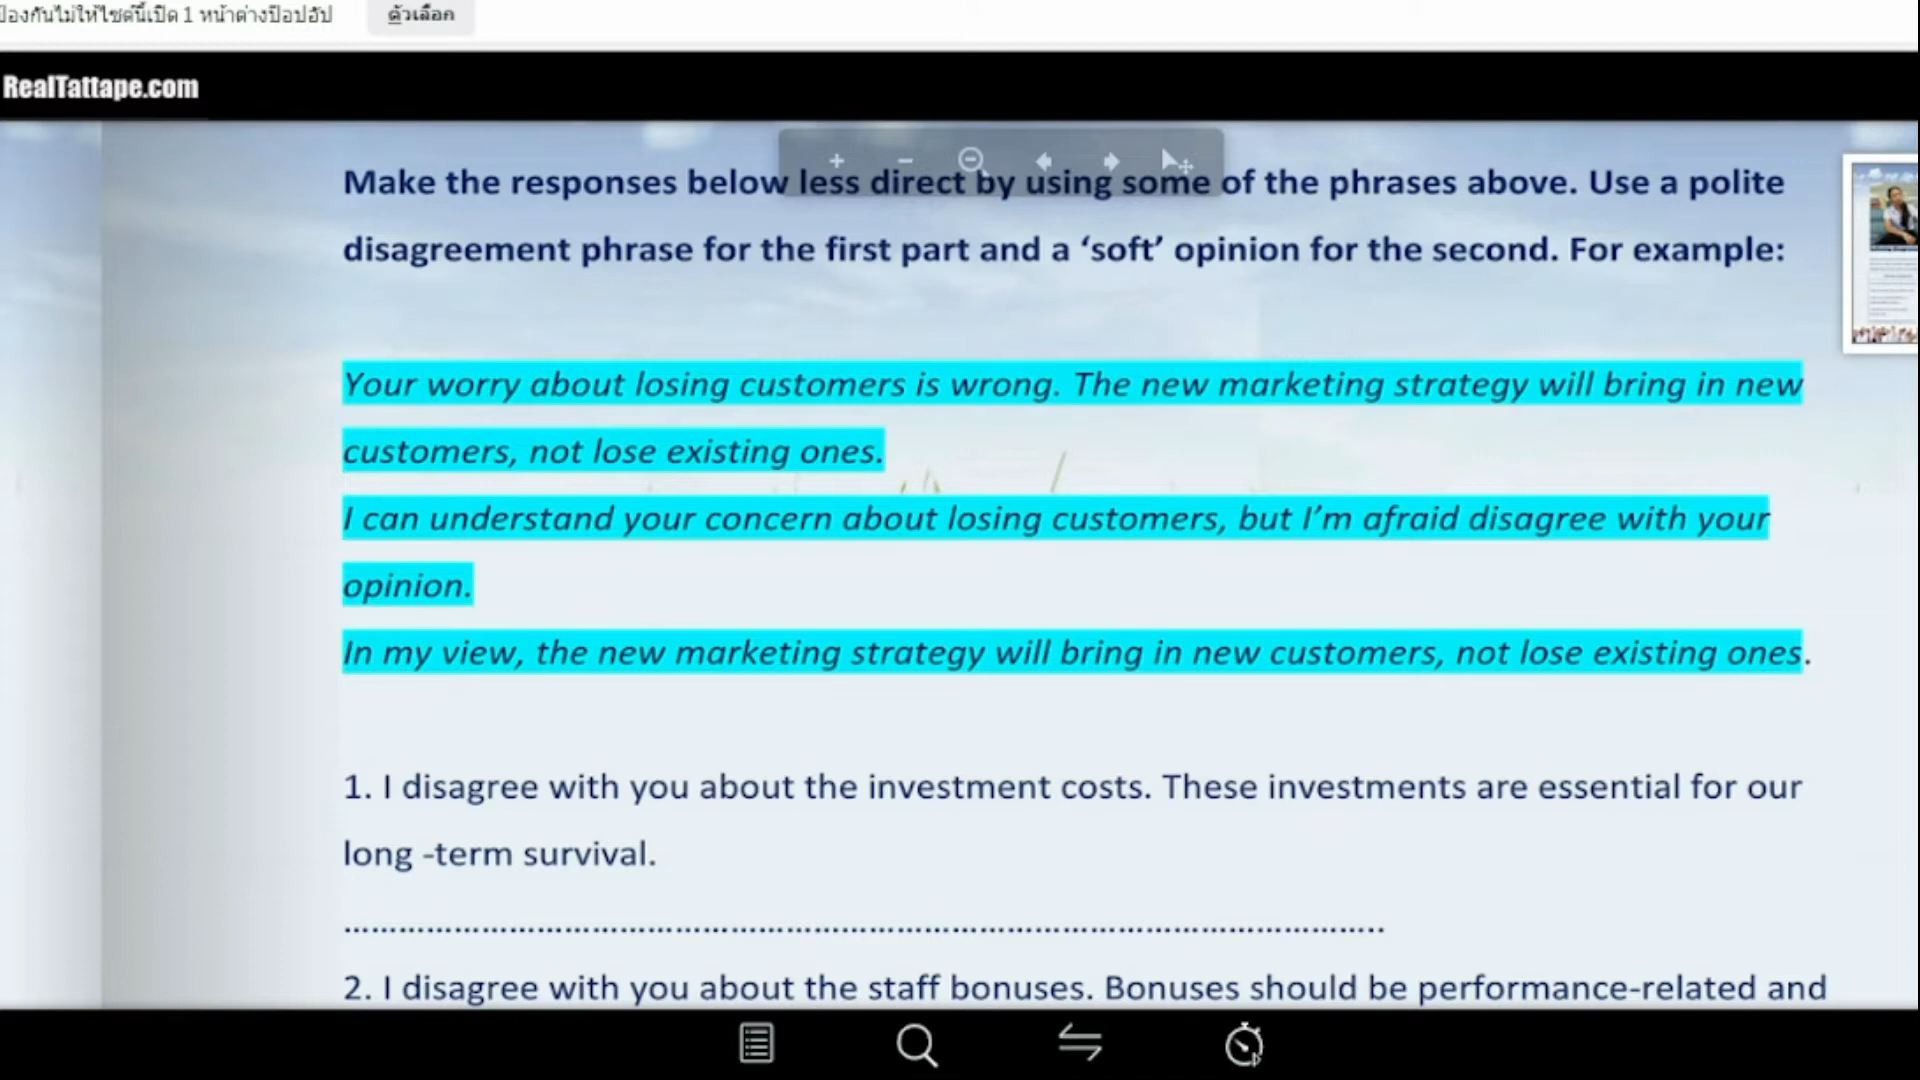 ป้องกันไม่ให้ไซต์นี้เปิด 1 หน้าต่างป๊อปอัป ตัวเลือก
RealTattape.com
Make the responses below less direct by using some of the phrases above. Use a polite
disagreement phrase for the first part and a ‘soft’ opinion for the second. For example:
Your worry about losing customers is wrong. The new marketing strategy will bring in new
customers, not lose existing ones.
I can understand your concern about losing customers, but I’m afraid disagree with your
opinion.
In my view, the new marketing strategy will bring in new customers, not lose existing ones.
1. I disagree with you about the investment costs. These investments are essential for our
long -term survival.
………………………………………………………………………………………………..
2. I disagree with you about the staff bonuses. Bonuses should be performance-related and